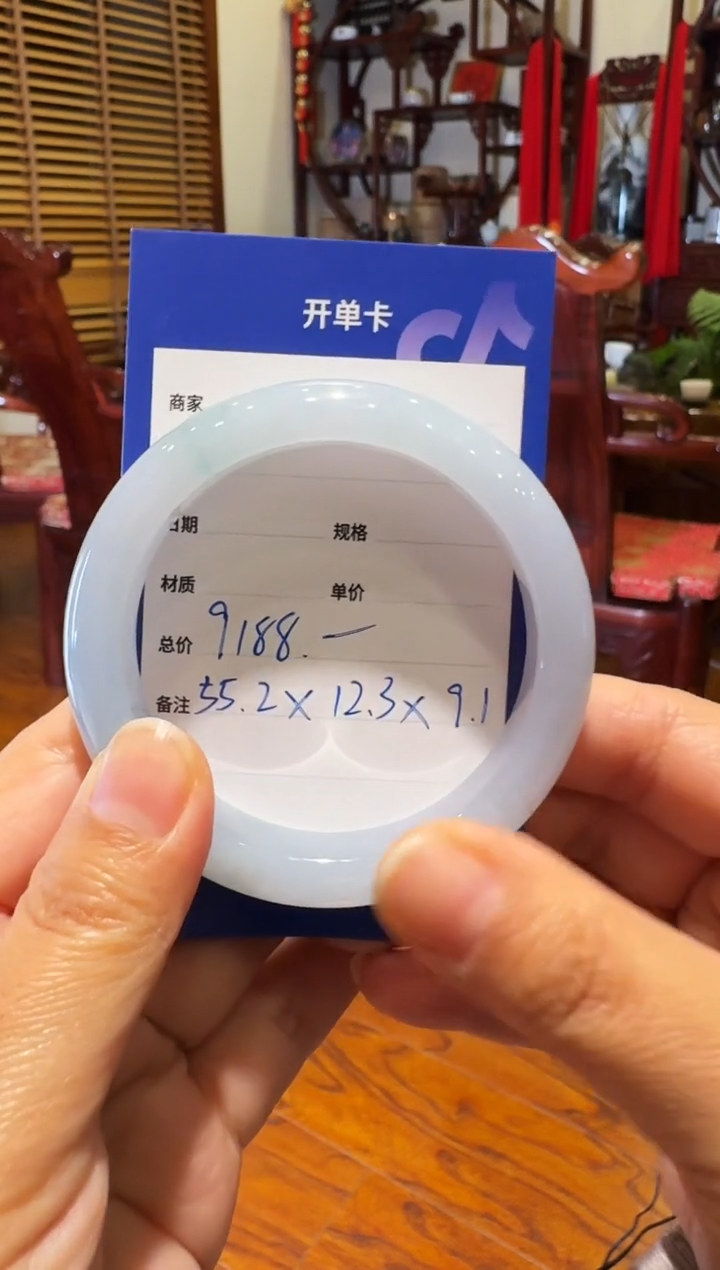 开单卡
商家
日期 规格
材质 单价
总价 9188.—
备注 55.2 x 12.3 x 9.1